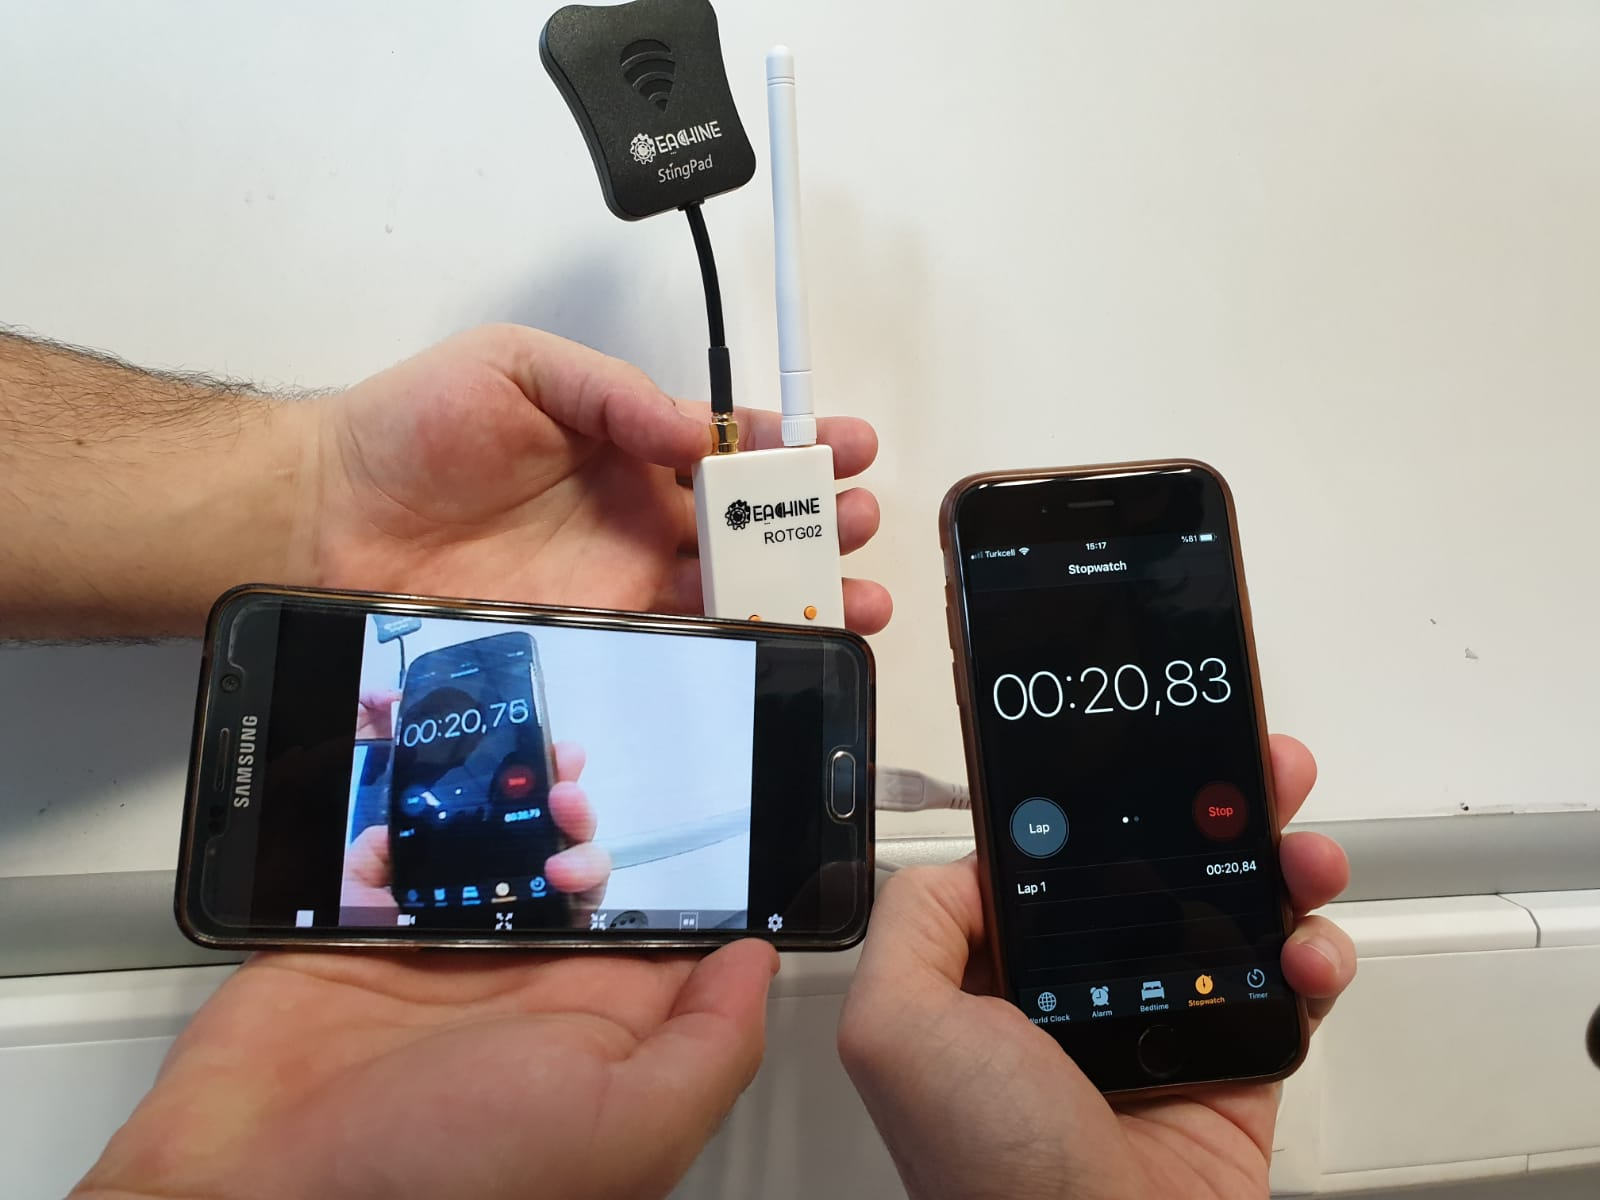 EACHINE
StingPad
EACHINE
ROTG02
SAMSUNG
00:20,75
Turkcell 15:17 %81
Stopwatch
00:20,83
Lap
Stop
Lap 1 00:20,84
World Clock
Alarm
Bedtime
Stopwatch
Timer